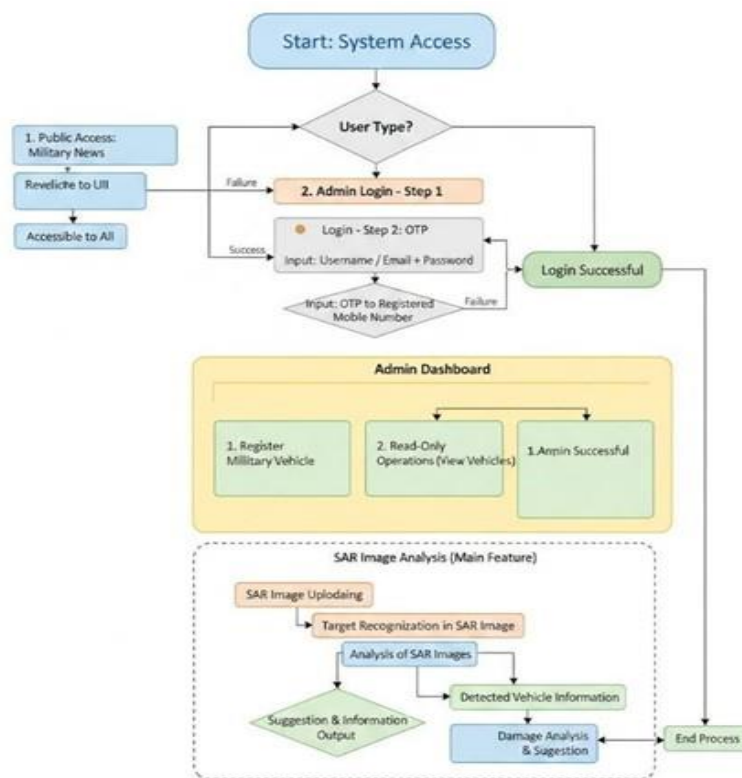 Start: System Access
User Type?
1. Public Access:
Military News
Revelicte to UII
Accessible to All
Failure
2. Admin Login - Step 1
Login - Step 2: OTP
Success
Input: Username / Email + Password
Login Successful
Input: OTP to Registered
Mobile Number
Failure
Admin Dashboard
1. Register
Millitary Vehicle
2. Read-Only
Operations (View Vehicles)
1.Annin Successful
SAR Image Analysis (Main Feature)
SAR Image Uplodaing
Target Recognization in SAR Image
Analysis of SAR Images
Detected Vehicle Information
Suggestion & Information
Output
Damage Analysis
& Sugestion
End Process